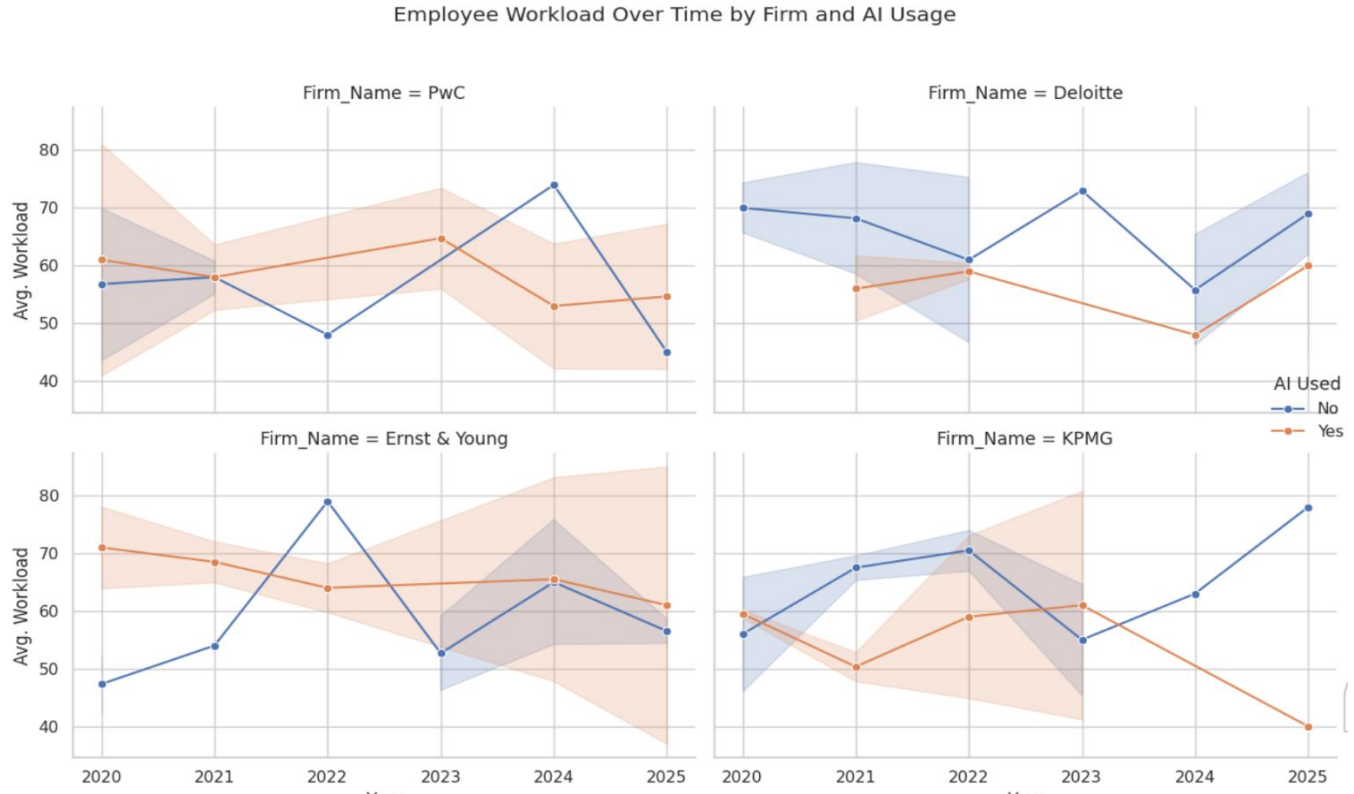 Employee Workload Over Time by Firm and AI Usage
Firm_Name = PwC
Firm_Name = Deloitte
Avg. Workload
80
70
60
50
40
AI Used
No
Yes
Firm_Name = Ernst & Young
Firm_Name = KPMG
Avg. Workload
80
70
60
50
40
2020 2021 2022 2023 2024 2025
2020 2021 2022 2023 2024 2025